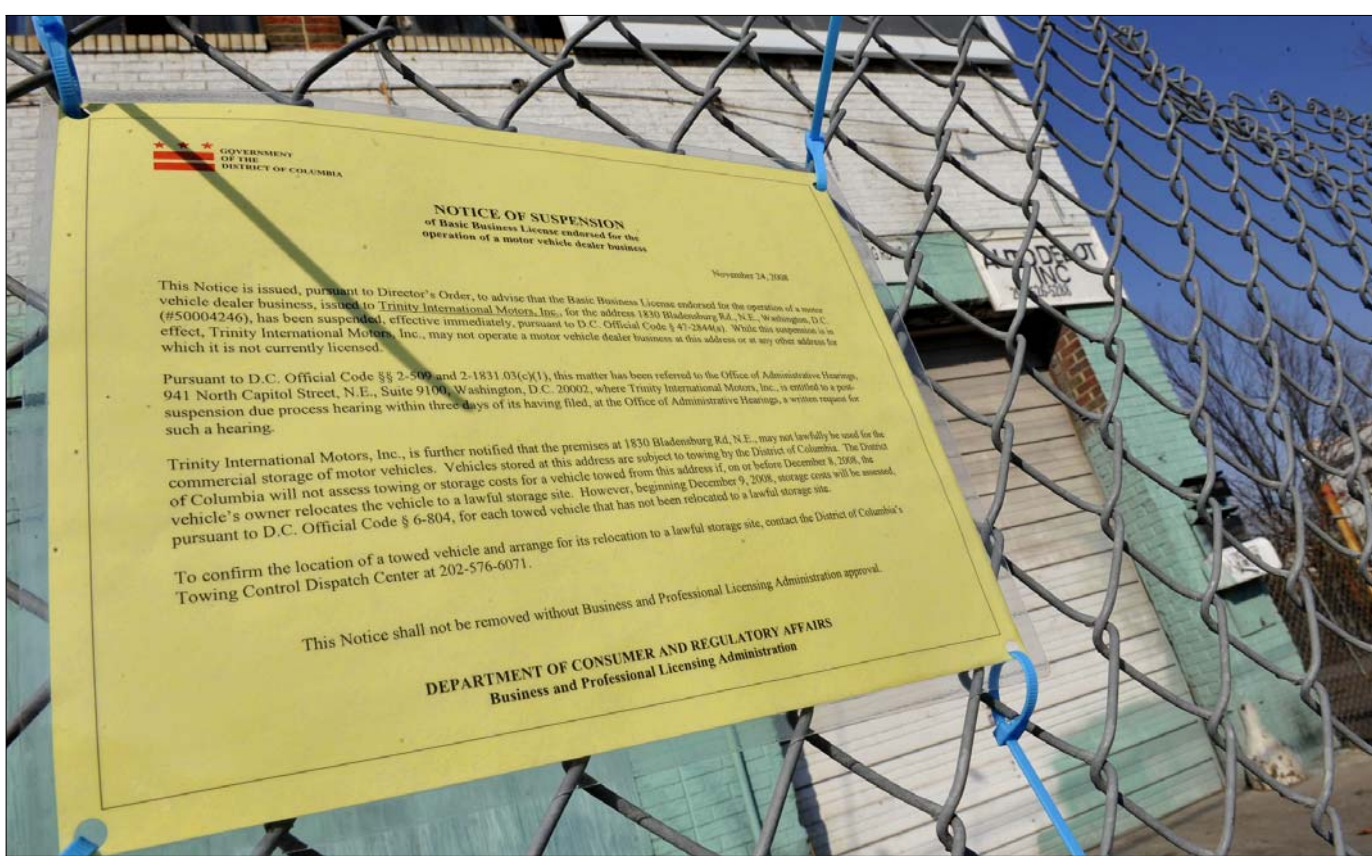 GOVERNMENT
OF THE
DISTRICT OF COLUMBIA
NOTICE OF SUSPENSION
of Basic Business License endorsed for the
operation of a motor vehicle dealer business
November 24, 2008
This Notice is issued, pursuant to Director's Order, to advise that the Basic Business License endorsed for the operation of a motor
vehicle dealer business, issued to Trinity International Motors, Inc., for the address 1830 Bladensburg Rd., N.E., Washington, D.C.
(#50004246), has been suspended, effective immediately, pursuant to D.C. Official Code § 47-2844(a). While this suspension is in
effect, Trinity International Motors, Inc., may not operate a motor vehicle dealer business at this address or at any other address for
which it is not currently licensed.
Pursuant to D.C. Official Code §§ 2-509 and 2-1831.03(c)(1), this matter has been referred to the Office of Administrative Hearings,
941 North Capitol Street, N.E., Suite 9100, Washington, D.C. 20002, where Trinity International Motors, Inc., is entitled to a post-
suspension due process hearing within three days of its having filed, at the Office of Administrative Hearings, a written request for
such a hearing.
Trinity International Motors, Inc., is further notified that the premises at 1830 Bladensburg Rd, N.E., may not lawfully be used for the
commercial storage of motor vehicles. Vehicles stored at this address are subject to towing by the District of Columbia. The District
of Columbia will not assess towing or storage costs for a vehicle towed from this address if, on or before December 8, 2008, the
vehicle's owner relocates the vehicle to a lawful storage site. However, beginning December 9, 2008, storage costs will be assessed,
pursuant to D.C. Official Code § 6-804, for each towed vehicle that has not been relocated to a lawful storage site.
To confirm the location of a towed vehicle and arrange for its relocation to a lawful storage site, contact the District of Columbia's
Towing Control Dispatch Center at 202-576-6071.
This Notice shall not be removed without Business and Professional Licensing Administration approval.
DEPARTMENT OF CONSUMER AND REGULATORY AFFAIRS
Business and Professional Licensing Administration
AUTO DEPOT
INC